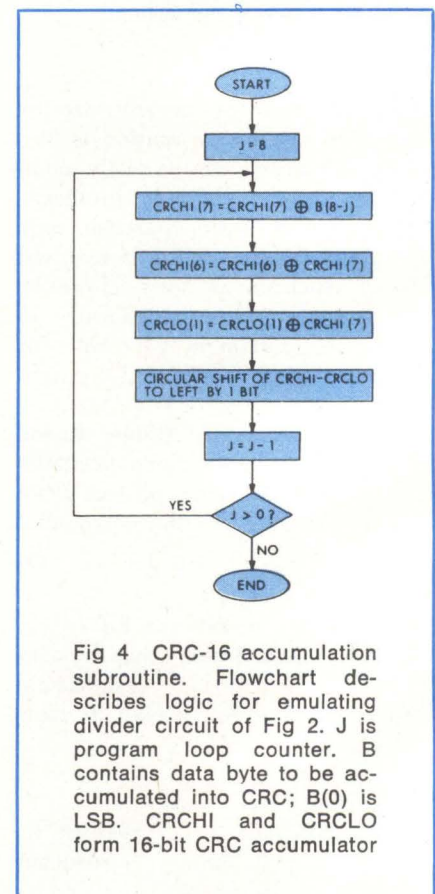 START
J = 8
CRCHI (7) = CRCHI(7) ⊕ B(8-J)
CRCHI(6) = CRCHI(6) ⊕ CRCHI(7)
CRCLO(1) = CRCLO(1) ⊕ CRCHI(7)
CIRCULAR SHIFT OF CRCHI-CRCLO
TO LEFT BY 1 BIT
J = J - 1
YES
J > 0 ?
NO
END
Fig 4 CRC-16 accumulation
subroutine. Flowchart de-
scribes logic for emulating
divider circuit of Fig 2. J is
program loop counter. B
contains data byte to be ac-
cumulated into CRC; B(0) is
LSB. CRCHI and CRCLO
form 16-bit CRC accumulator